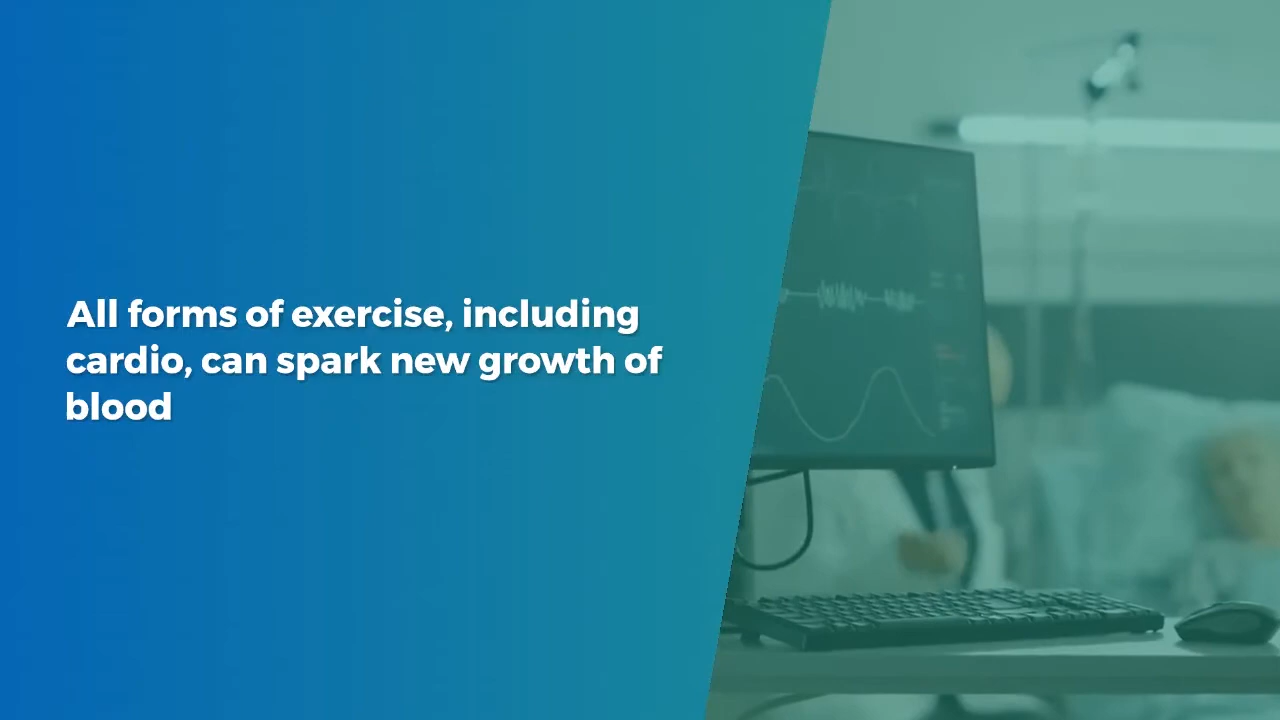 All forms of exercise, including
cardio, can spark new growth of
blood